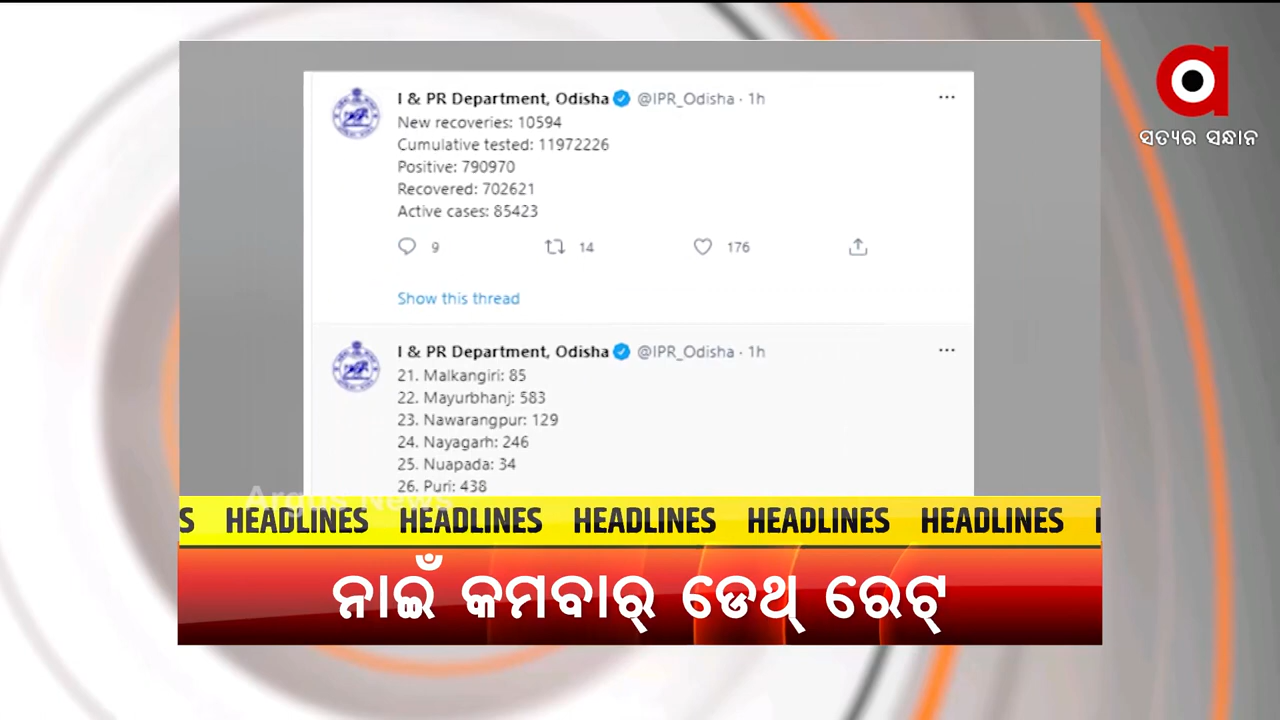 I & PR Department, Odisha @IPR_Odisha · 1h ...
New recoveries: 10594
Cumulative tested: 11972226
Positive: 790970
Recovered: 702621
Active cases: 85423
9 14 176
Show this thread
I & PR Department, Odisha @IPR_Odisha · 1h ...
21. Malkangiri: 85
22. Mayurbhanj: 583
23. Nawarangpur: 129
24. Nayagarh: 246
25. Nuapada: 34
26. Puri: 438
ସତ୍ୟର ସନ୍ଧାନ
Argus News
S HEADLINES HEADLINES HEADLINES HEADLINES HEADLINES
ନାଇଁ କମବାର୍ ଡେଥ୍ ରେଟ୍